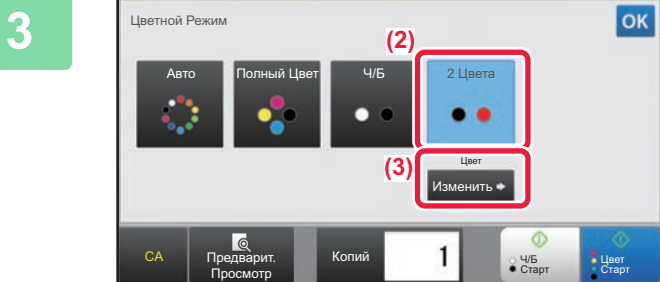 3
Цветной Режим
OK
(2)
Авто
Полный Цвет
Ч/Б
2 Цвета
(3)
Цвет
Изменить
CA
Предварит.
Просмотр
Копий
1
Ч/Б
Старт
Цвет
Старт